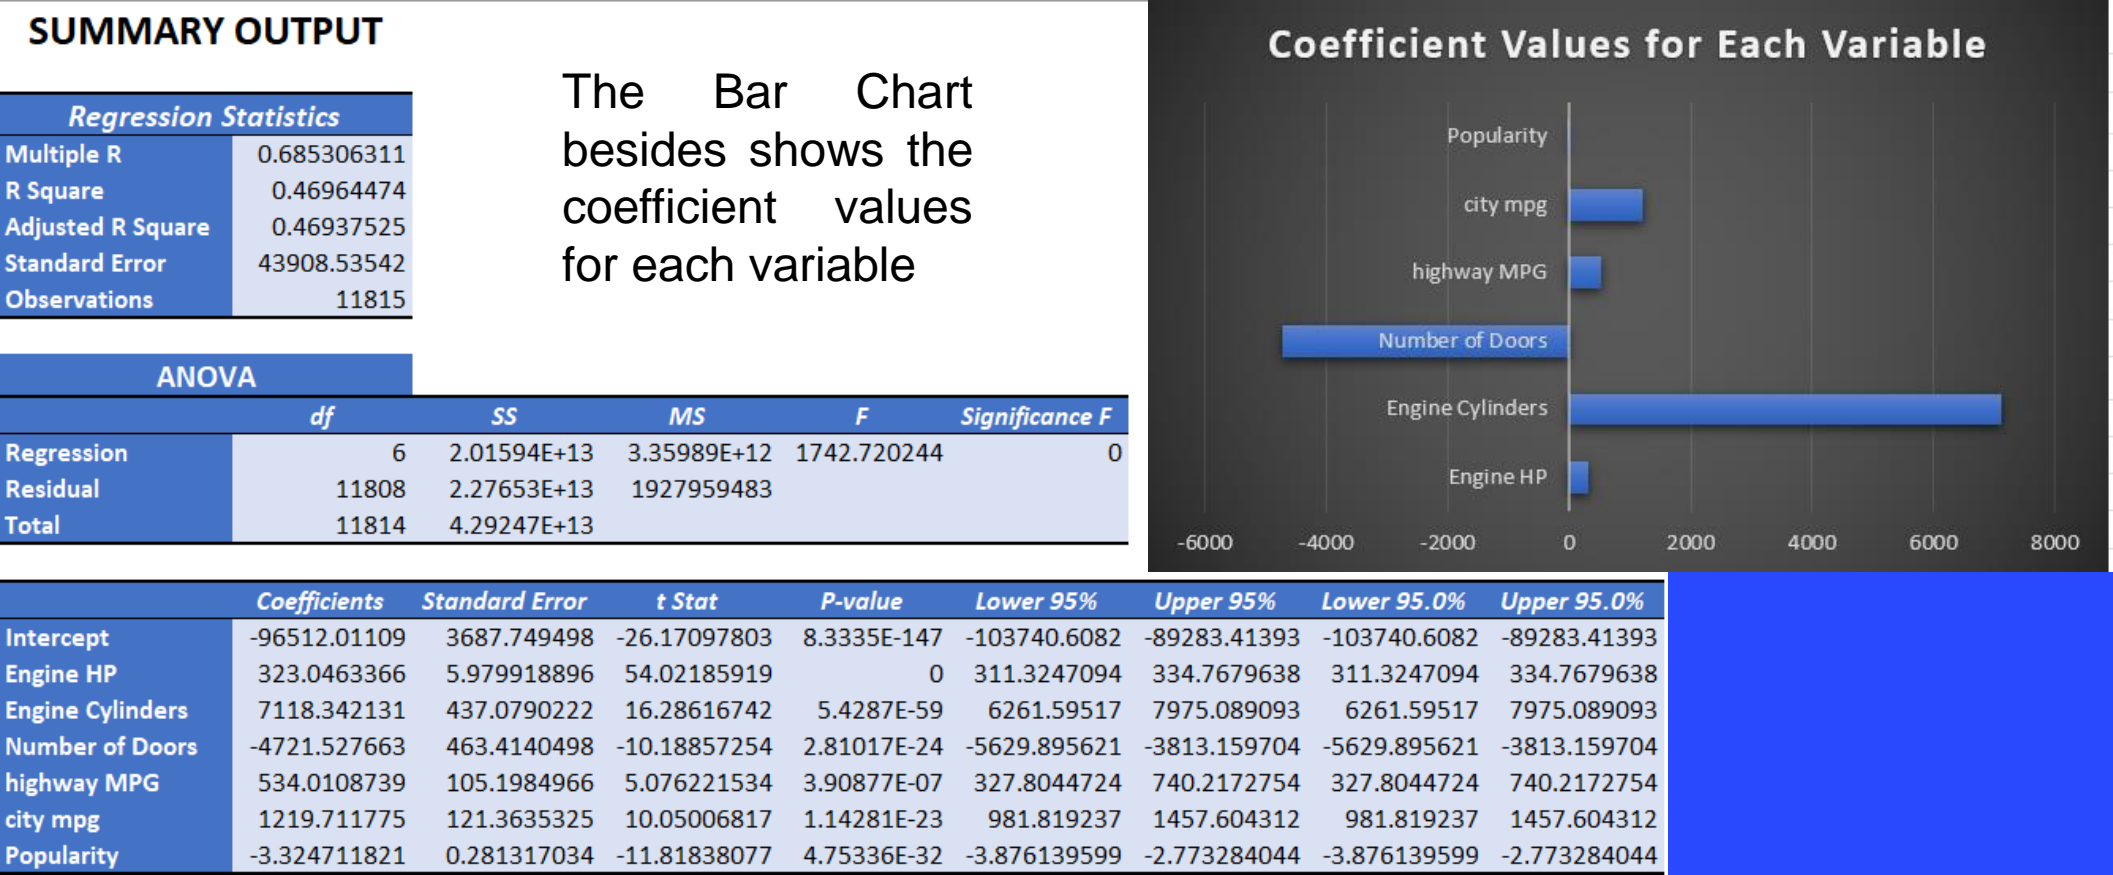 SUMMARY OUTPUT
Regression Statistics
Multiple R 0.685306311
R Square 0.46964474
Adjusted R Square 0.46937525
Standard Error 43908.53542
Observations 11815
The Bar Chart
besides shows the
coefficient values
for each variable
ANOVA
df SS MS F Significance F
Regression 6 2.01594E+13 3.35989E+12 1742.720244 0
Residual 11808 2.27653E+13 1927959483
Total 11814 4.29247E+13
Coefficient Values for Each Variable
Popularity
city mpg
highway MPG
Number of Doors
Engine Cylinders
Engine HP
-6000 -4000 -2000 0 2000 4000 6000 8000
Coefficients Standard Error t Stat P-value Lower 95% Upper 95% Lower 95.0% Upper 95.0%
Intercept -96512.01109 3687.749498 -26.17097803 8.3335E-147 -103740.6082 -89283.41393 -103740.6082 -89283.41393
Engine HP 323.0463366 5.979918896 54.02185919 0 311.3247094 334.7679638 311.3247094 334.7679638
Engine Cylinders 7118.342131 437.0790222 16.28616742 5.4287E-59 6261.59517 7975.089093 6261.59517 7975.089093
Number of Doors -4721.527663 463.4140498 -10.18857254 2.81017E-24 -5629.895621 -3813.159704 -5629.895621 -3813.159704
highway MPG 534.0108739 105.1984966 5.076221534 3.90877E-07 327.8044724 740.2172754 327.8044724 740.2172754
city mpg 1219.711775 121.3635325 10.05006817 1.14281E-23 981.819237 1457.604312 981.819237 1457.604312
Popularity -3.324711821 0.281317034 -11.81838077 4.75336E-32 -3.876139599 -2.773284044 -3.876139599 -2.773284044